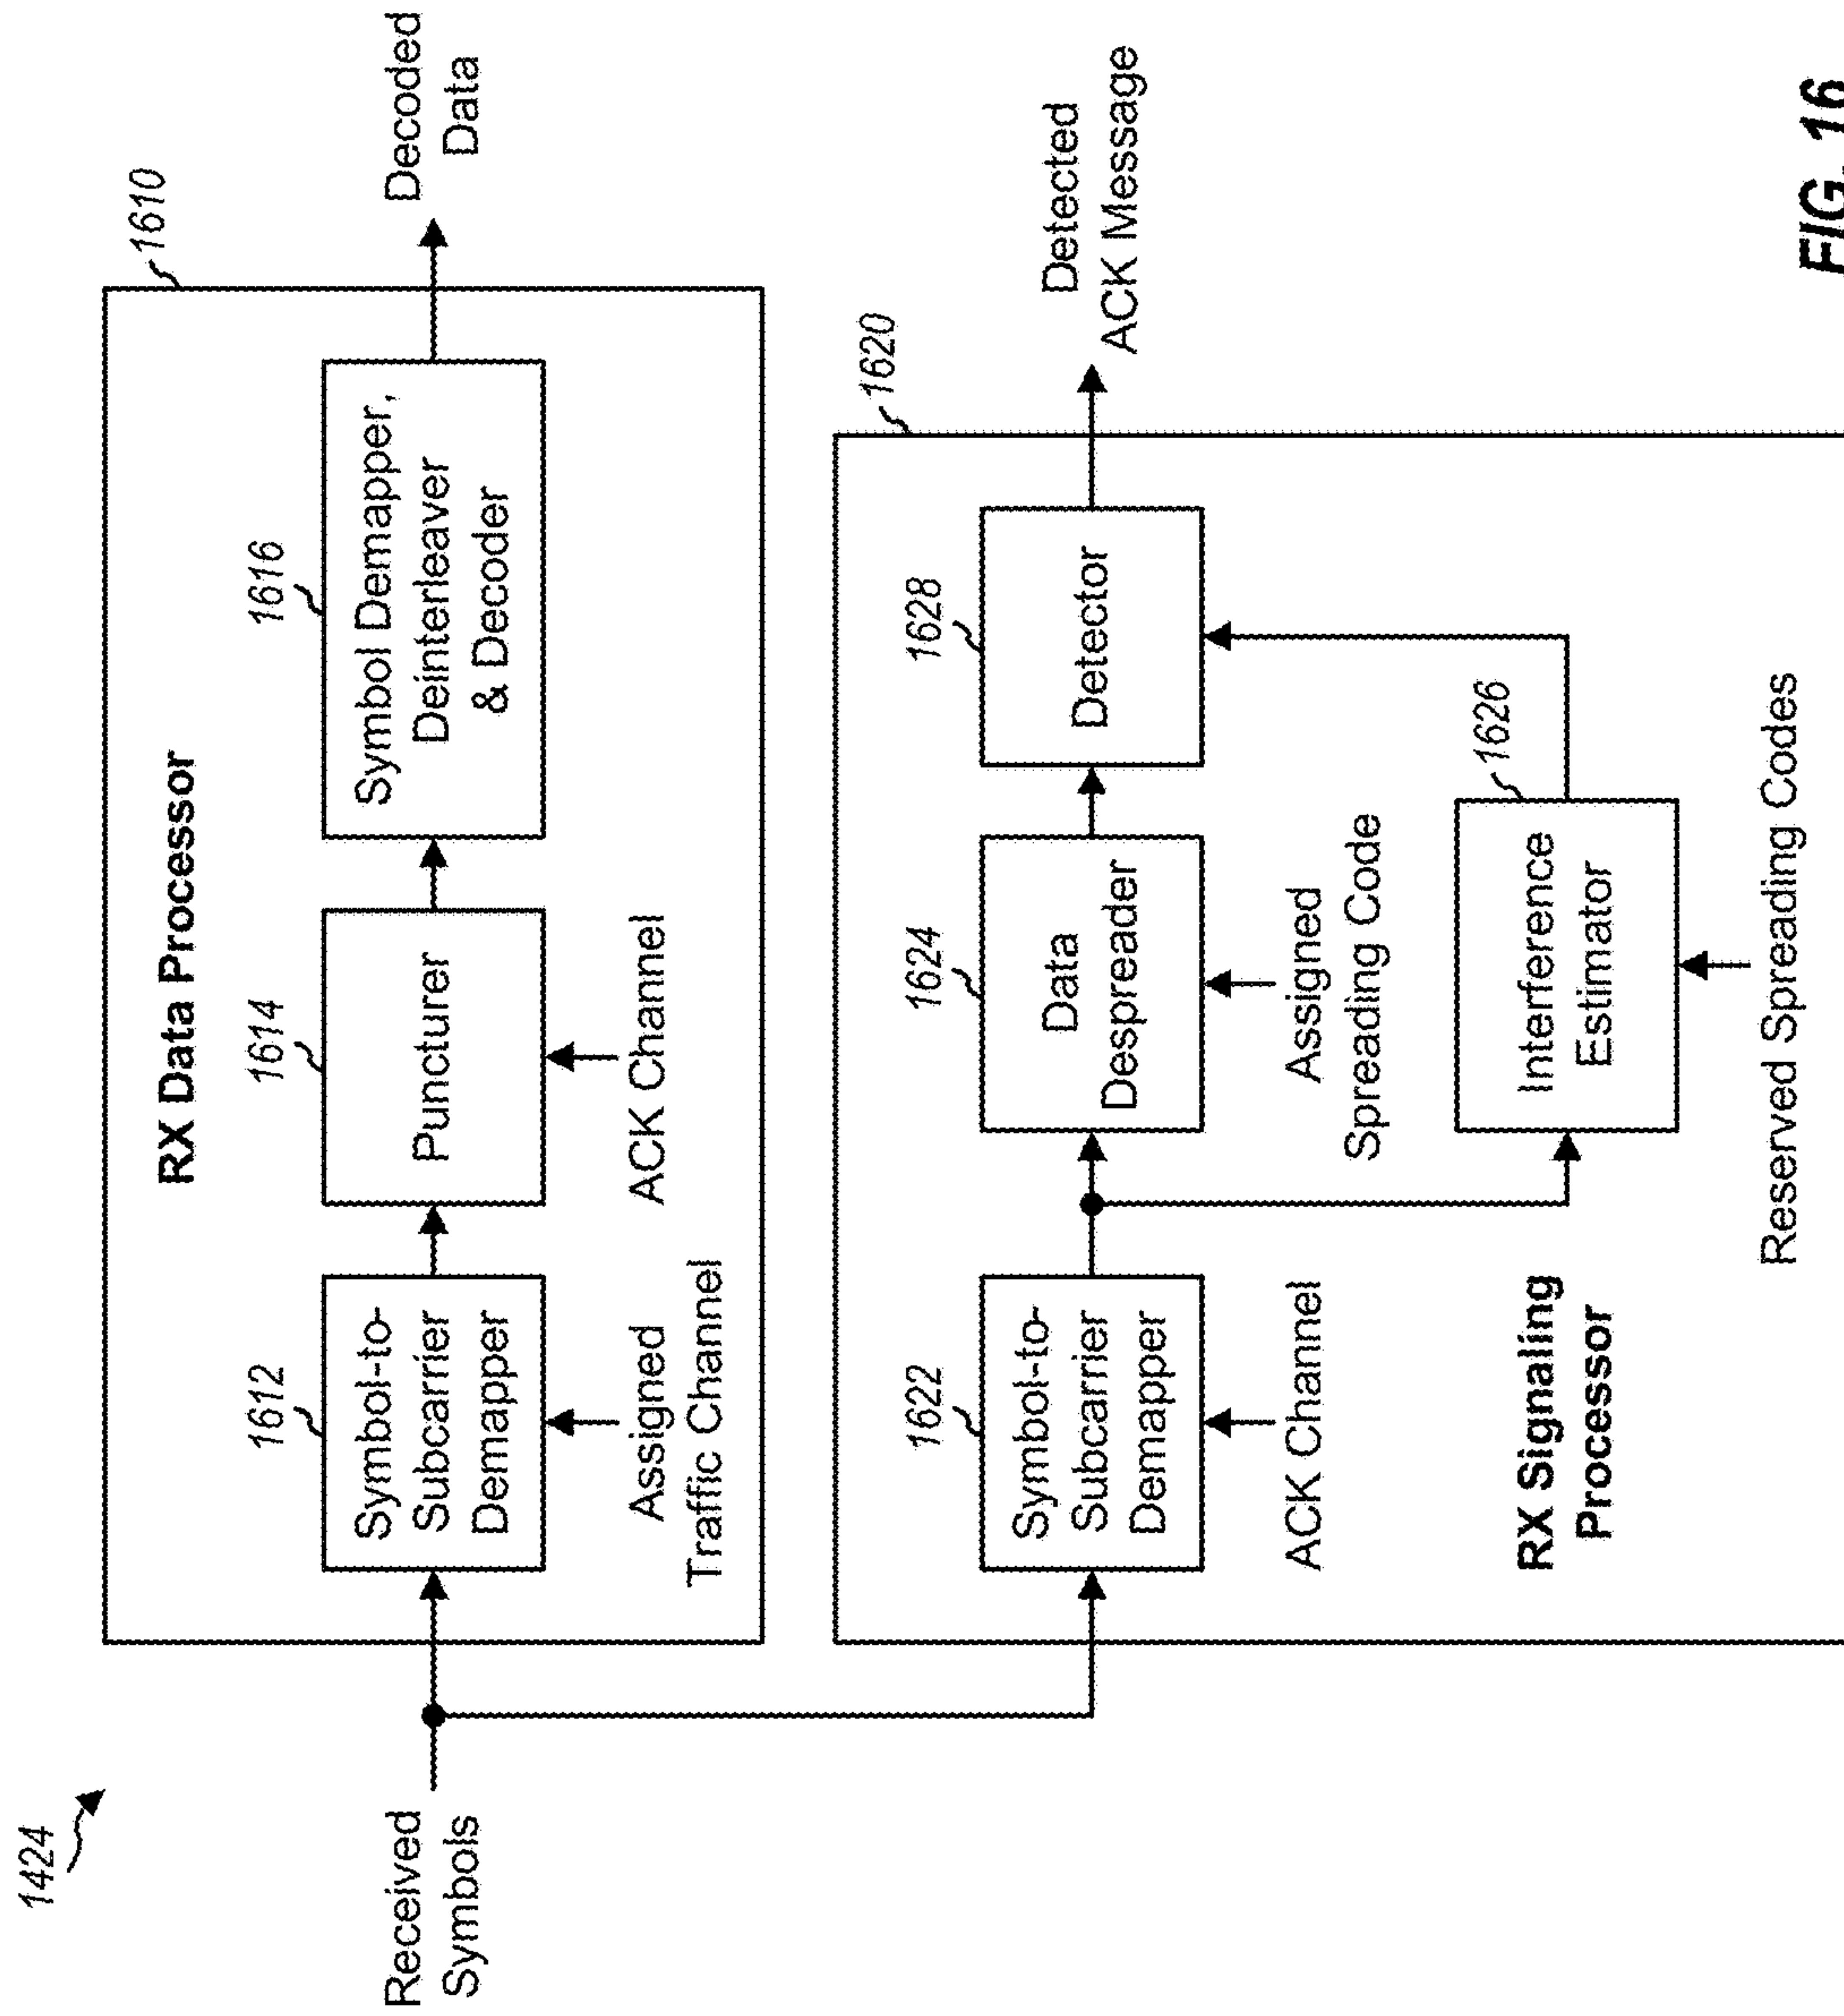 1424
Received
Symbols
1610
RX Data Processor
1612
Symbol-to-
Subcarrier
Demapper
Assigned
Traffic Channel
1614
Puncturer
ACK Channel
1616
Symbol Demapper,
Deinterleaver
& Decoder
Decoded
Data
1620
1622
Symbol-to-
Subcarrier
Demapper
ACK Channel
1624
Data
Despreader
Assigned
Spreading Code
1628
Detector
Detected
ACK Message
RX Signaling
Processor
1626
Interference
Estimator
Reserved Spreading Codes
FIG. 16